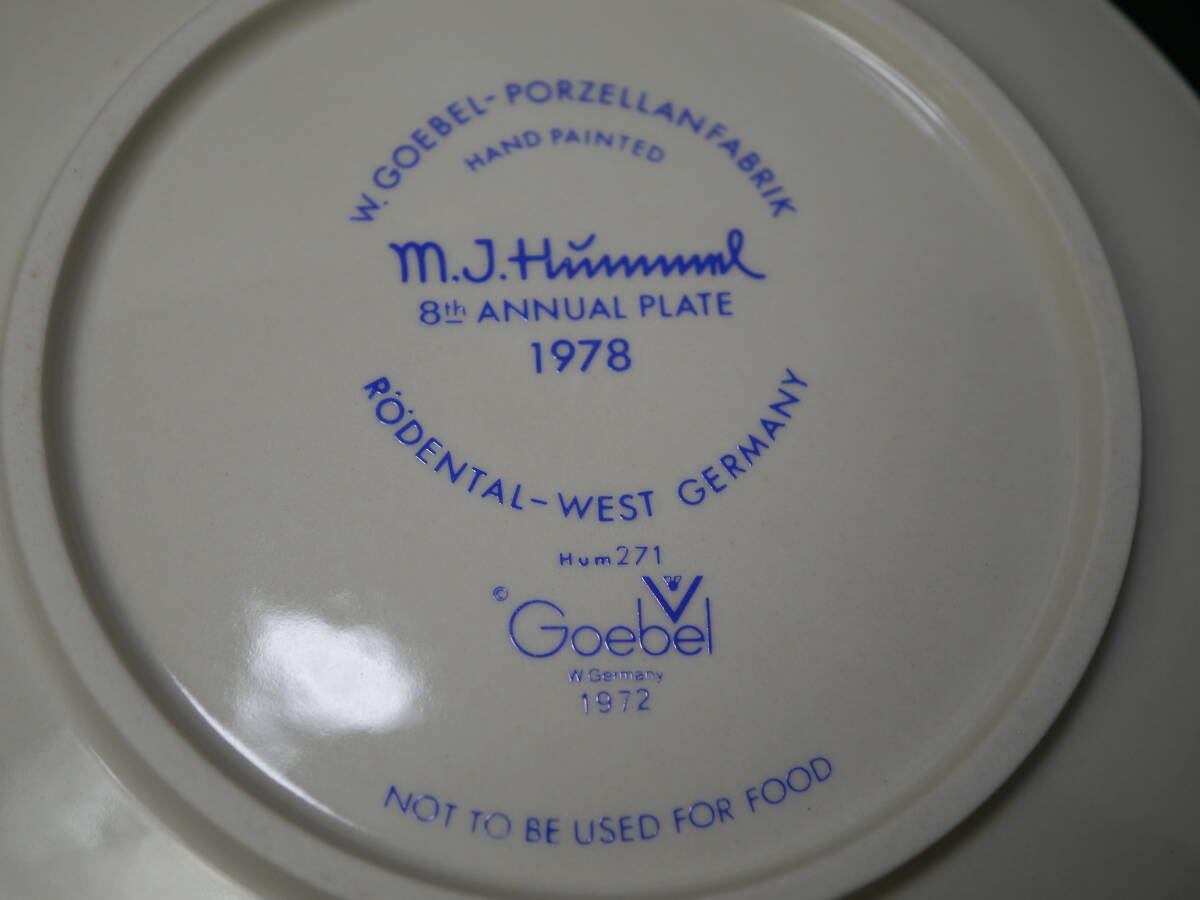 W. GOEBEL-PORZELLANFABRIK
HAND PAINTED
M.J.Hummel
8th ANNUAL PLATE
1978
RÖDENTAL-WEST GERMANY
Hum 271
© Goebel
W. Germany
1972
NOT TO BE USED FOR FOOD